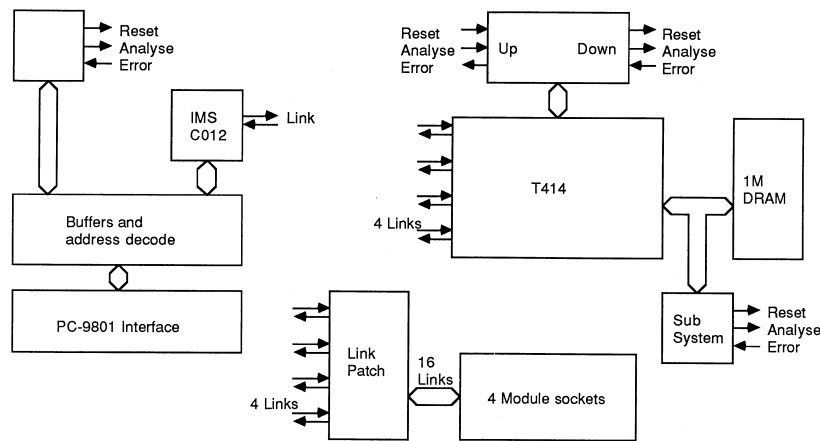 Reset
Analyse
Error
IMS
C012
Link
Buffers and
address decode
PC-9801 Interface
Reset
Analyse
Error
Up
Down
Reset
Analyse
Error
T414
4 Links
1M
DRAM
Sub
System
Reset
Analyse
Error
Link
Patch
4 Links
16
Links
4 Module sockets